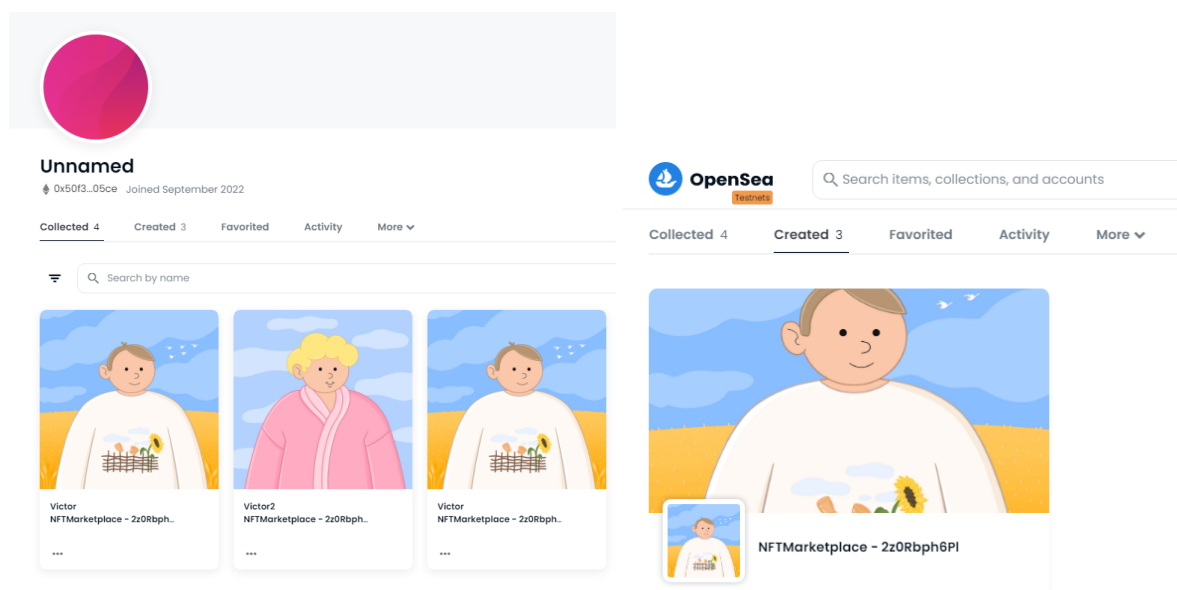 Unnamed
0x50f3...05ce Joined September 2022
Collected 4 Created 3 Favorited Activity More
Search by name
Victor
NFTMarketplace - 2z0Rbph...
Victor2
NFTMarketplace - 2z0Rbph...
Victor
NFTMarketplace - 2z0Rbph...
OpenSea
Testnets
Search items, collections, and accounts
Collected 4 Created 3 Favorited Activity More
NFTMarketplace - 2z0Rbph6Pl